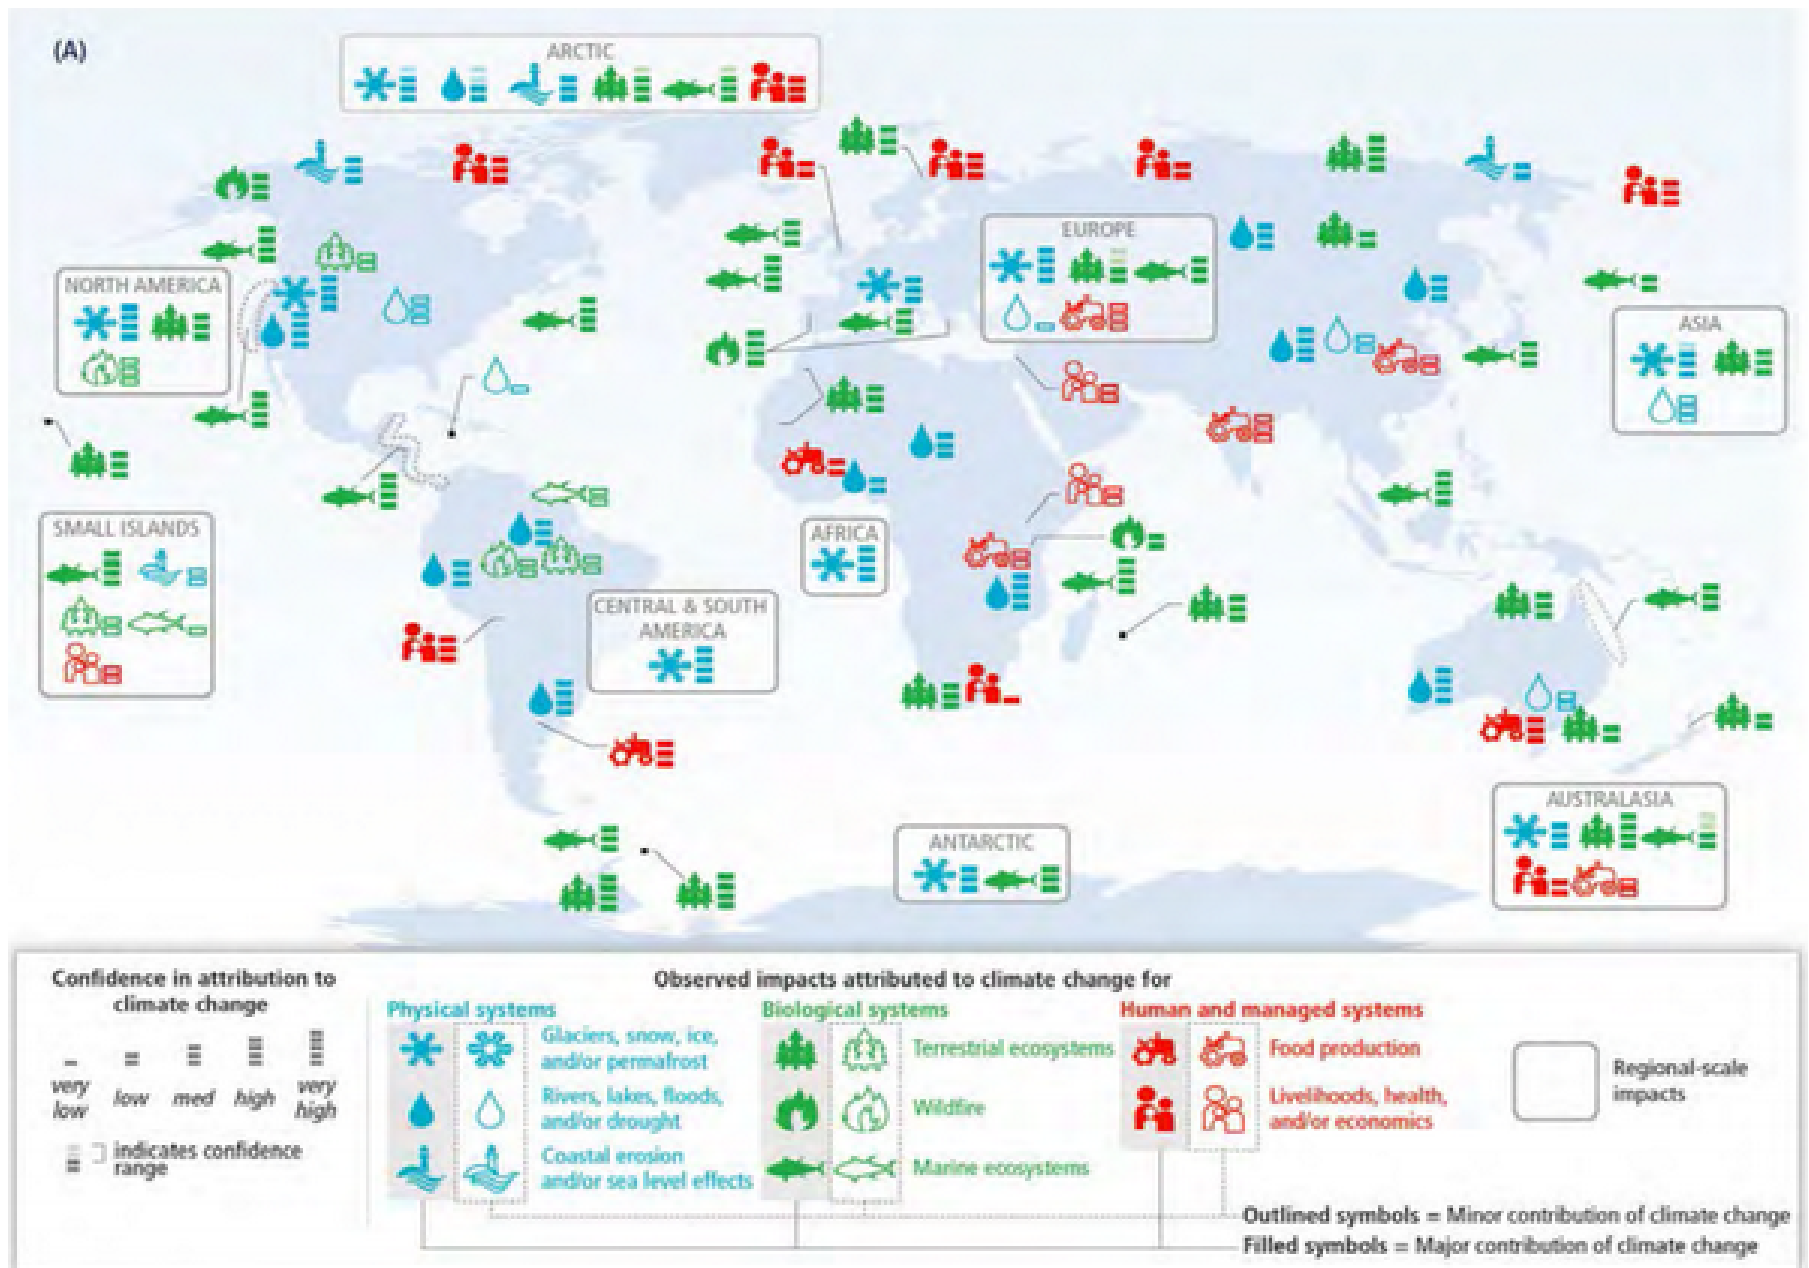 (A)
ARCTIC
EUROPE
NORTH AMERICA
ASIA
SMALL ISLANDS
AFRICA
CENTRAL & SOUTH
AMERICA
AUSTRALASIA
ANTARCTIC
Confidence in attribution to
climate change
very
low
low
med
high
very
high
indicates confidence
range
Observed impacts attributed to climate change for
Physical systems
Glaciers, snow, ice,
and/or permafrost
Rivers, lakes, floods,
and/or drought
Coastal erosion
and/or sea level effects
Biological systems
Terrestrial ecosystems
Wildfire
Marine ecosystems
Human and managed systems
Food production
Livelihoods, health,
and/or economics
Regional-scale
impacts
Outlined symbols = Minor contribution of climate change
Filled symbols = Major contribution of climate change